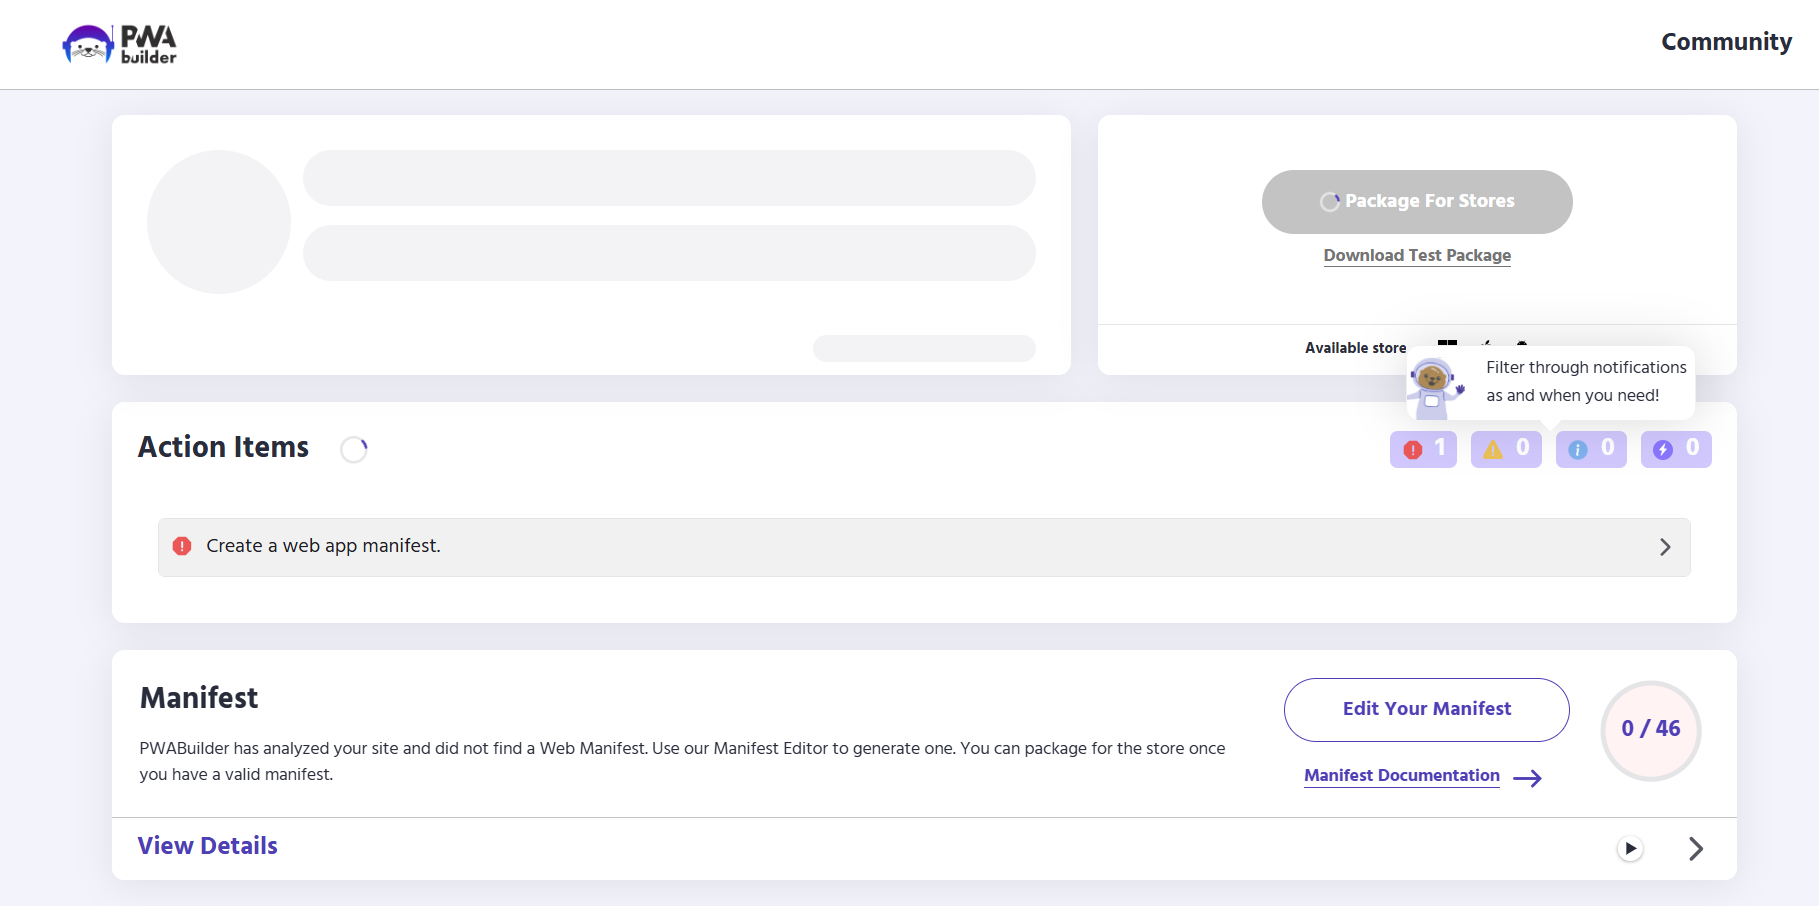 PWA
builder
Community
Package For Stores
Download Test Package
Available store
Filter through notifications
as and when you need!
Action Items
1 0 0 0
Create a web app manifest.
Manifest
PWABuilder has analyzed your site and did not find a Web Manifest. Use our Manifest Editor to generate one. You can package for the store once
you have a valid manifest.
Edit Your Manifest
Manifest Documentation
0 / 46
View Details